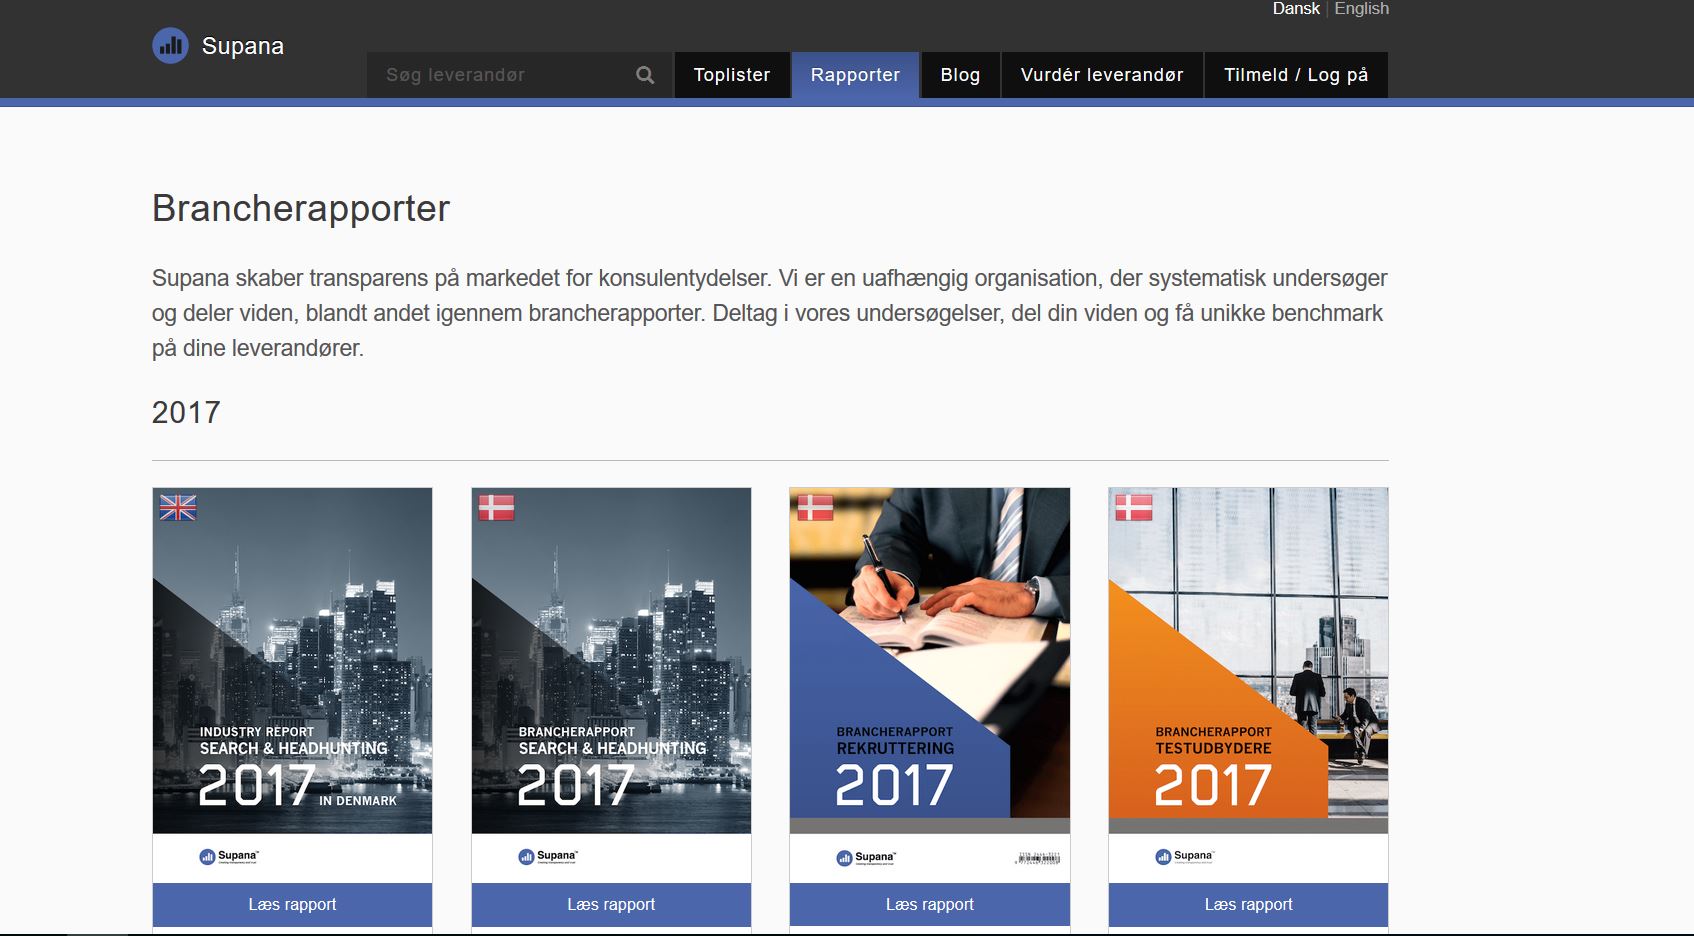 Dansk | English
Supana
Søg leverandør
Toplister
Rapporter
Blog
Vurdér leverandør
Tilmeld / Log på
Brancherapporter
Supana skaber transparens på markedet for konsulentydelser. Vi er en uafhængig organisation, der systematisk undersøger
og deler viden, blandt andet igennem brancherapporter. Deltag i vores undersøgelser, del din viden og få unikke benchmark
på dine leverandører.
2017
INDUSTRY REPORT
SEARCH & HEADHUNTING
2017 IN DENMARK
Supana
Læs rapport
BRANCHERAPPORT
SEARCH & HEADHUNTING
2017
Supana
Læs rapport
BRANCHERAPPORT
REKRUTTERING
2017
Supana
Læs rapport
BRANCHERAPPORT
TESTUDBYDERE
2017
Supana
Læs rapport